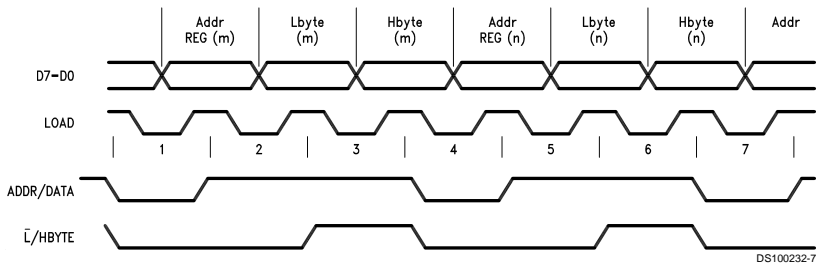 Addr Lbyte Hbyte Addr Lbyte Hbyte Addr
REG (m) (m) (m) REG (n) (n) (n)
D7-D0
LOAD
1 2 3 4 5 6 7
ADDR/DATA
L̅/HBYTE
DS100232-7